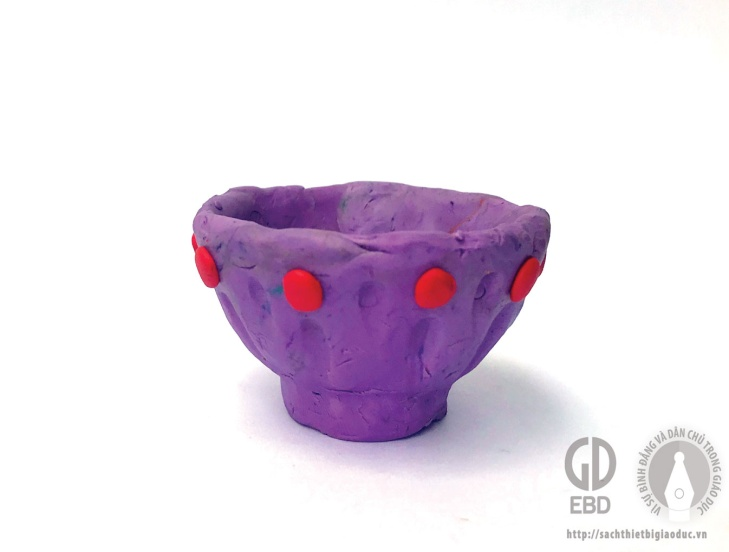 GD
EBD
VÌ SỰ BÌNH ĐẲNG VÀ DÂN CHỦ TRONG GIÁO DỤC
http://sachthietbigiaoduc.vn